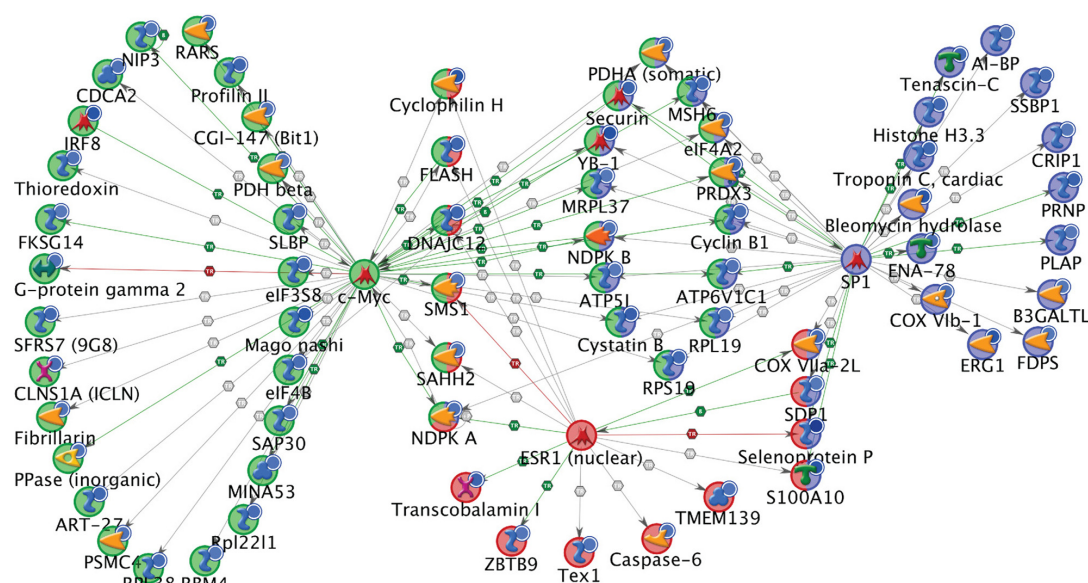 NIP3
RARS
CDCA2
Profilin II
IRF8
CGI-147 (Bit1)
Thioredoxin
PDH beta
FKSG14
SLBP
G-protein gamma 2
eIF3S8
c-Myc
SFRS7 (9G8)
Mago nashi
CLNS1A (ICLN)
eIF4B
Fibrillarin
SAP30
PPase (inorganic)
MINA53
ART-27
Rpl22l1
PSMC4
RPL38
RBM4
Cyclophilin H
FLASH
DNAJC12
SMS1
SAHH2
NDPK A
PDHA (somatic)
Securin
MSH6
YB-1
eIF4A2
MRPL37
PRDX3
NDPK B
Cyclin B1
ATP5I
ATP6V1C1
Cystatin B
RPL19
RPS19
ESR1 (nuclear)
Transcobalamin I
ZBTB9
Tex1
Caspase-6
TMEM139
S100A10
Selenoprotein P
SDP1
COX VIIa-2L
SP1
Tenascin-C
AI-BP
Histone H3.3
SSBP1
Troponin C, cardiac
CRIP1
Bleomycin hydrolase
PRNP
ENA-78
PLAP
COX VIb-1
B3GALTL
ERG1
FDPS